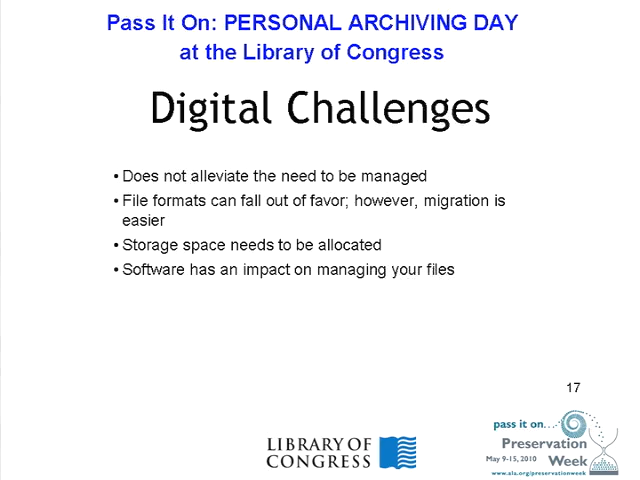 Pass It On: PERSONAL ARCHIVING DAY
at the Library of Congress
Digital Challenges
• Does not alleviate the need to be managed
• File formats can fall out of favor; however, migration is
easier
• Storage space needs to be allocated
• Software has an impact on managing your files
17
LIBRARY OF
CONGRESS
pass it on...
Preservation
May 9-15, 2010 Week
www.ala.org/preservationweek